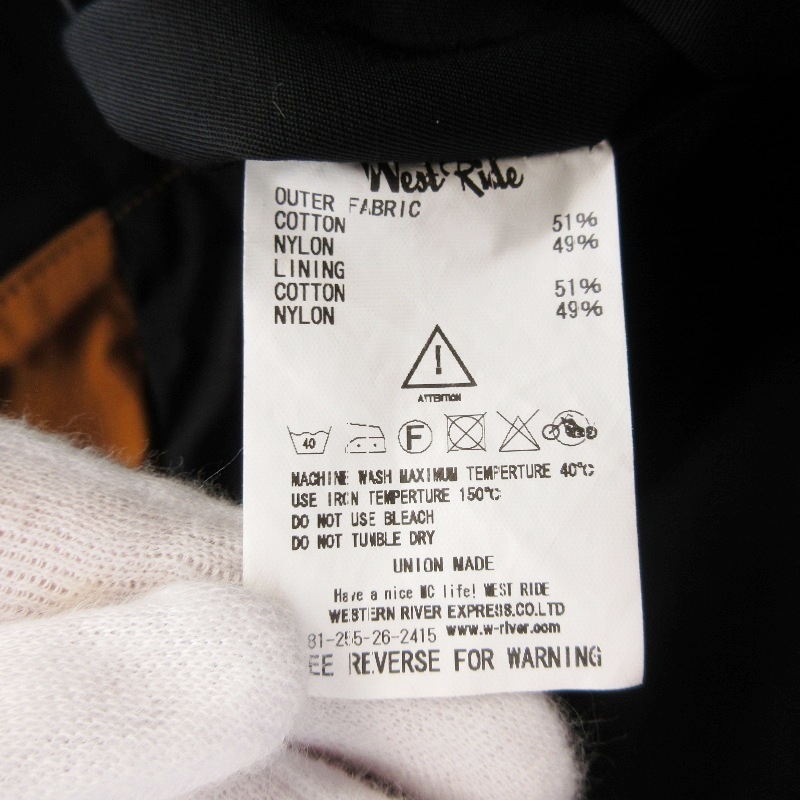 West Ride
OUTER FABRIC
COTTON 51%
NYLON 49%
LINING
COTTON 51%
NYLON 49%
!
ATTENTION
40 F
MACHINE WASH MAXIMUM TEMPERTURE 40℃
USE IRON TEMPERTURE 150℃
DO NOT USE BLEACH
DO NOT TUMBLE DRY
UNION MADE
Have a nice MC life! WEST RIDE
WESTERN RIVER EXPRESS.CO.LTD
81-255-26-2415 www.w-river.com
EE REVERSE FOR WARNING